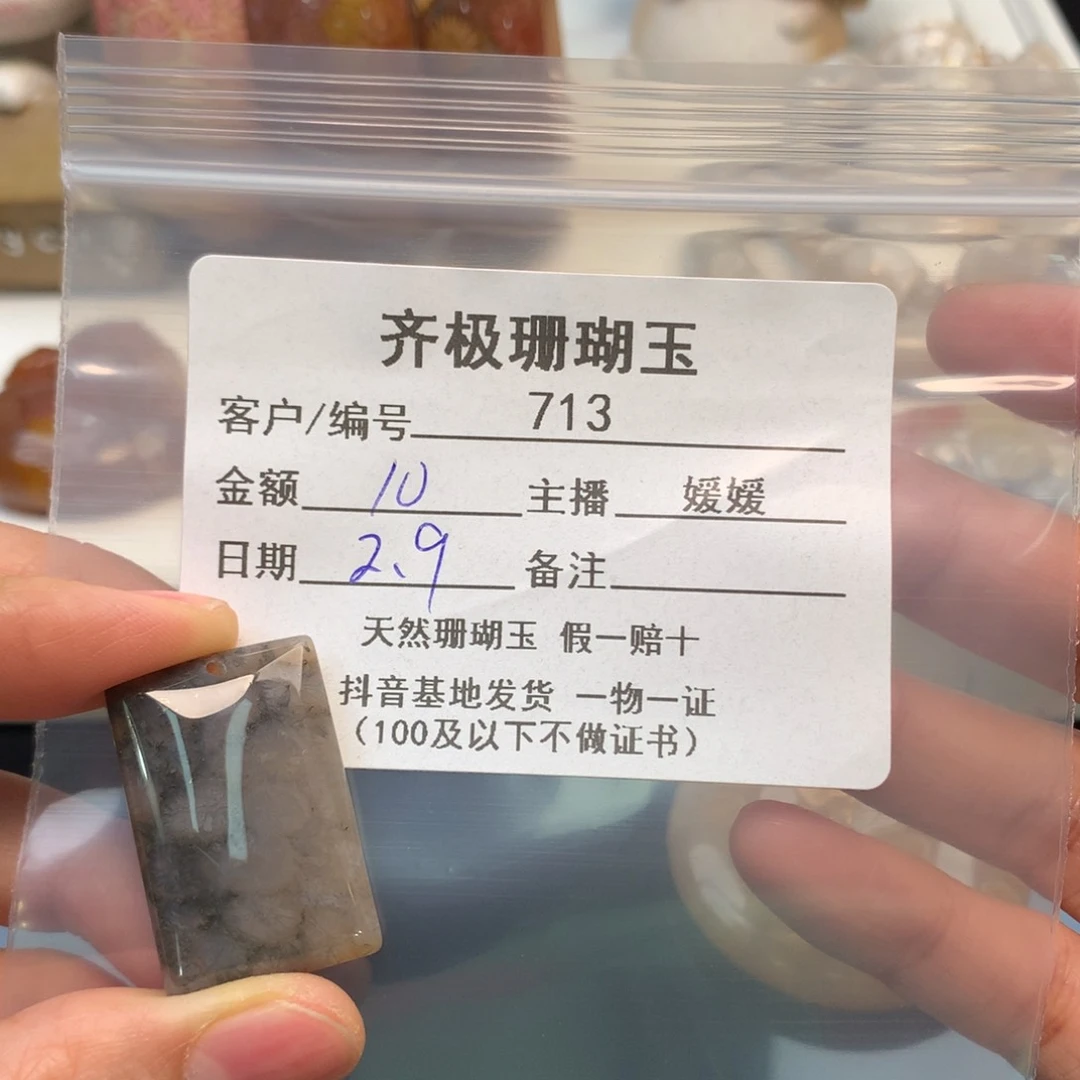 齐极珊瑚玉
客户/编号 713
金额 10 主播 媛媛
日期 2.9 备注
天然珊瑚玉 假一赔十
抖音基地发货 一物一证
（100及以下不做证书）